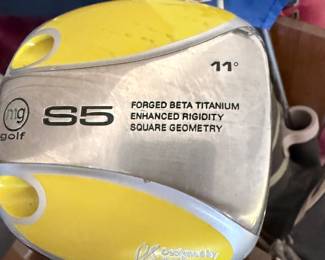 11°
mg
golf
S5
FORGED BETA TITANIUM
ENHANCED RIGIDITY
SQUARE GEOMETRY